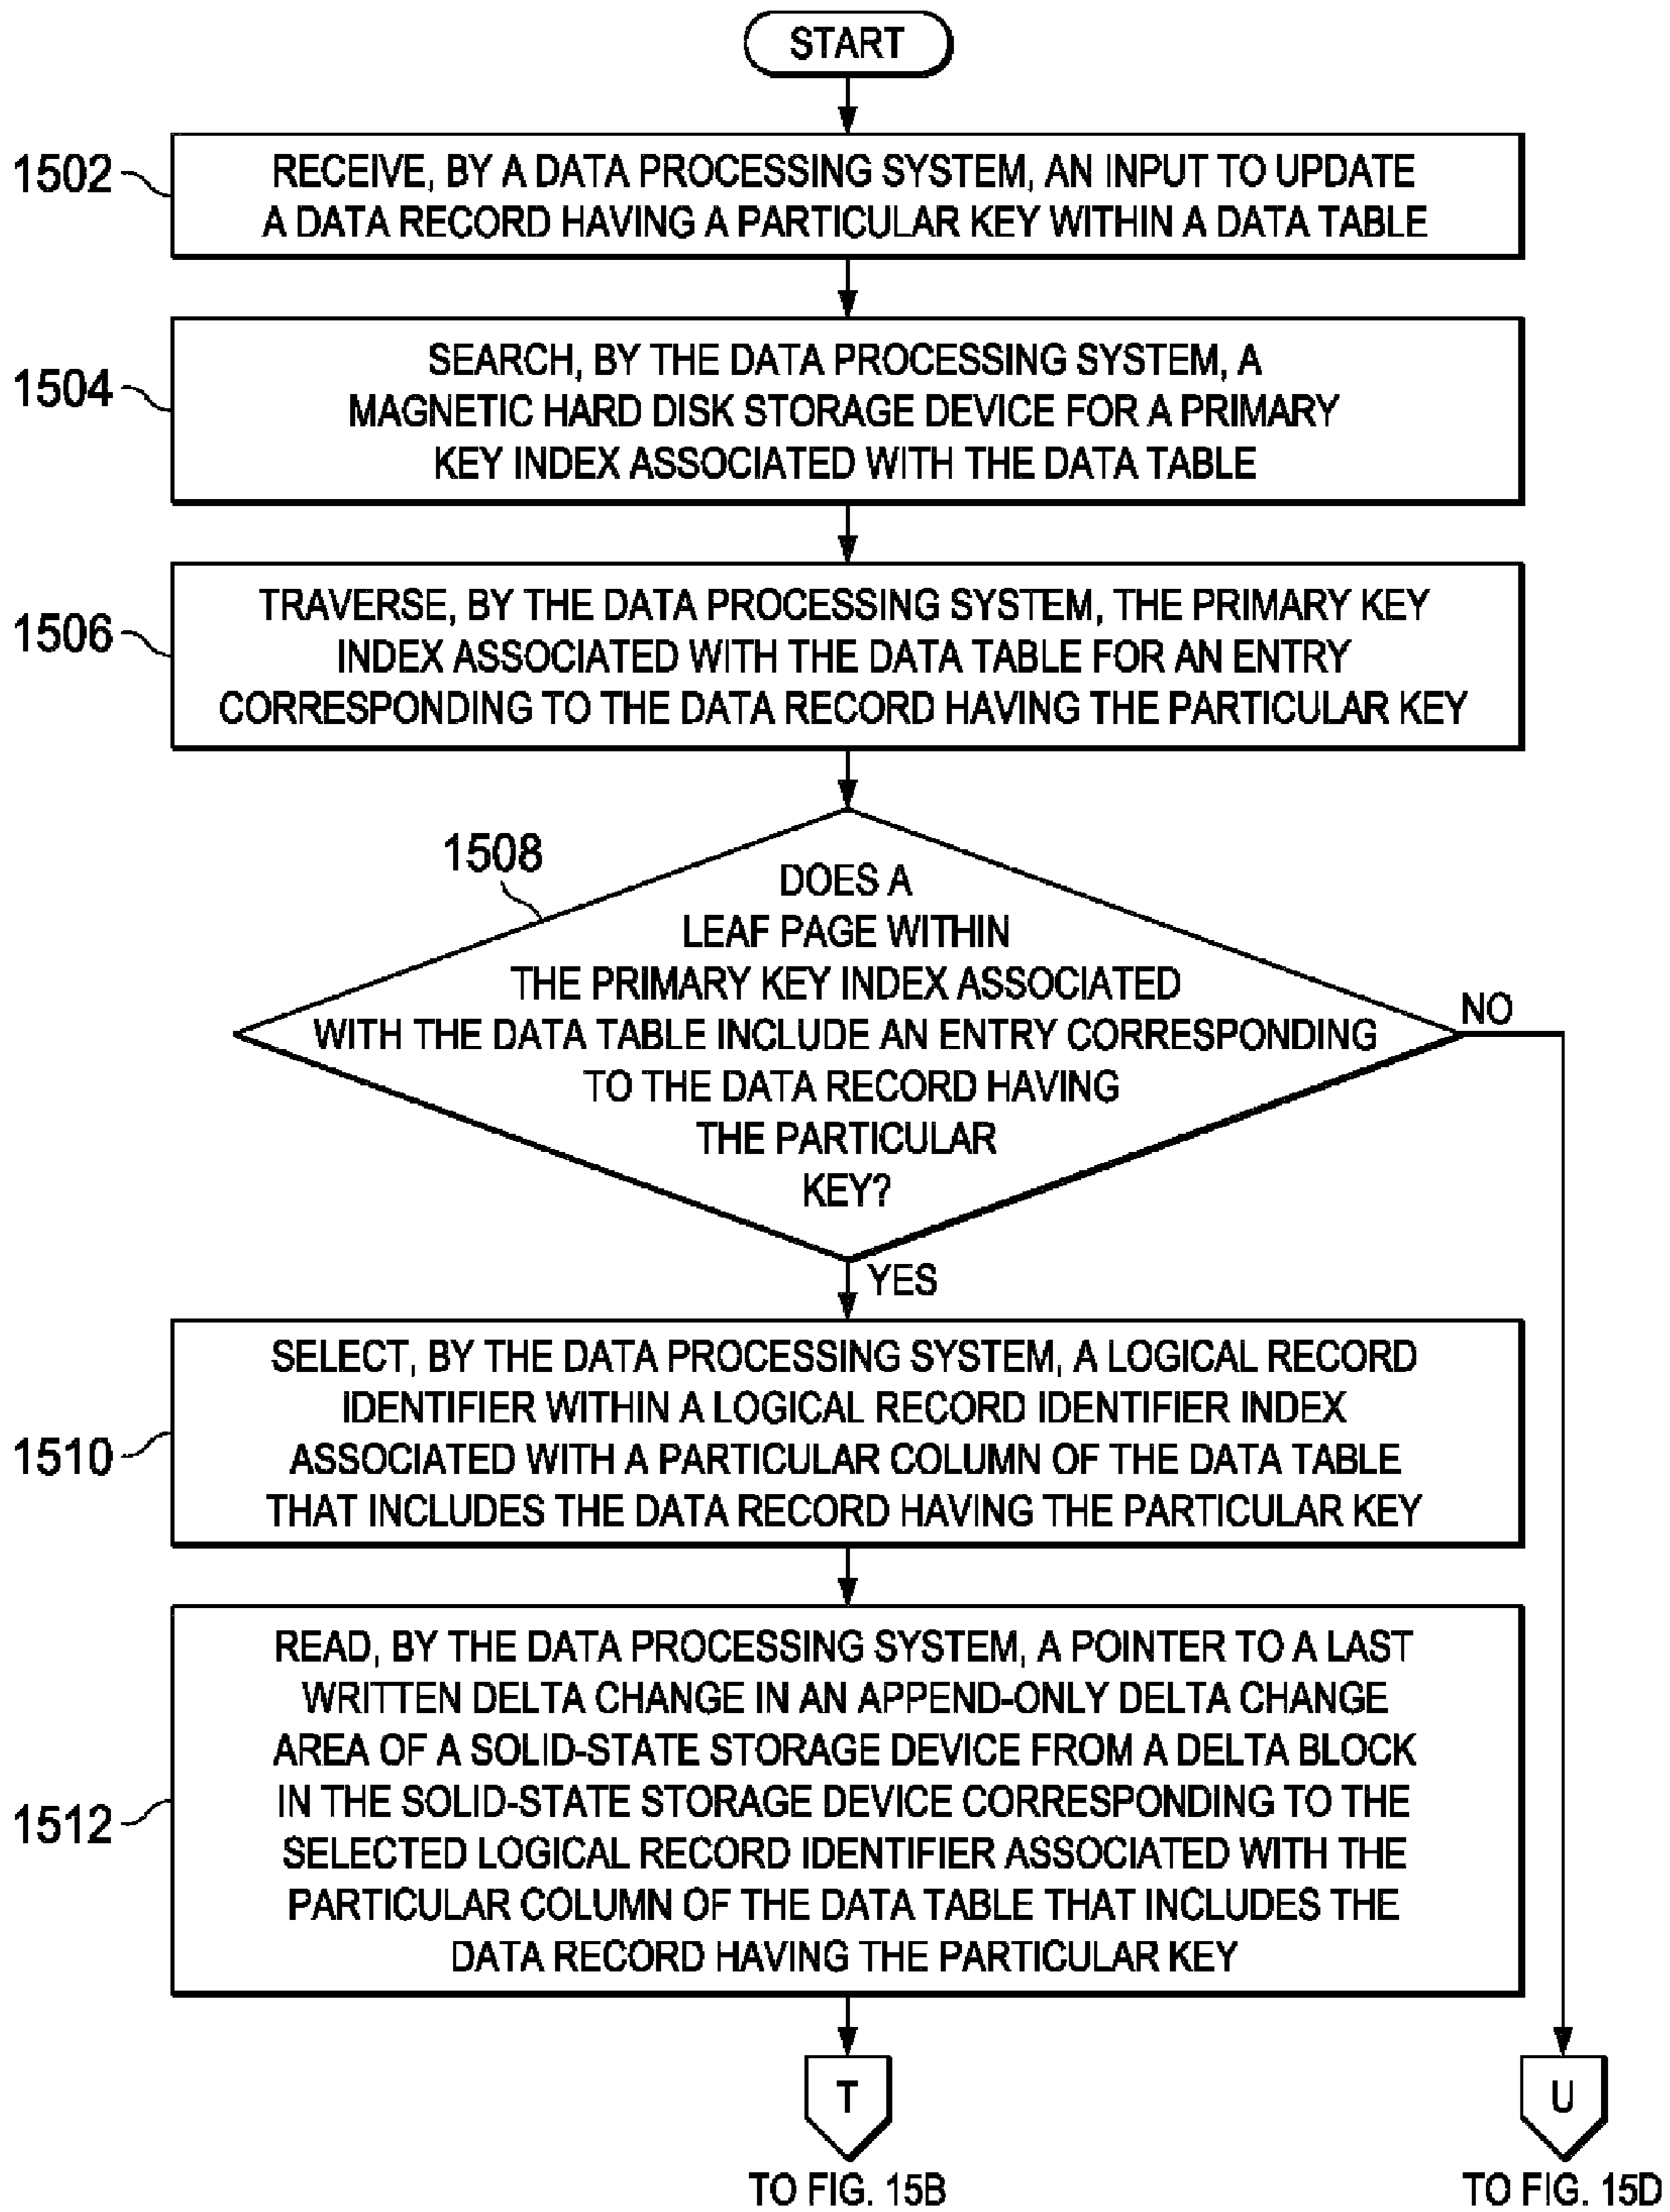 START
1502
RECEIVE, BY A DATA PROCESSING SYSTEM, AN INPUT TO UPDATE
A DATA RECORD HAVING A PARTICULAR KEY WITHIN A DATA TABLE
1504
SEARCH, BY THE DATA PROCESSING SYSTEM, A
MAGNETIC HARD DISK STORAGE DEVICE FOR A PRIMARY
KEY INDEX ASSOCIATED WITH THE DATA TABLE
1506
TRAVERSE, BY THE DATA PROCESSING SYSTEM, THE PRIMARY KEY
INDEX ASSOCIATED WITH THE DATA TABLE FOR AN ENTRY
CORRESPONDING TO THE DATA RECORD HAVING THE PARTICULAR KEY
1508
DOES A
LEAF PAGE WITHIN
THE PRIMARY KEY INDEX ASSOCIATED
WITH THE DATA TABLE INCLUDE AN ENTRY CORRESPONDING
TO THE DATA RECORD HAVING
THE PARTICULAR
KEY?
NO
YES
1510
SELECT, BY THE DATA PROCESSING SYSTEM, A LOGICAL RECORD
IDENTIFIER WITHIN A LOGICAL RECORD IDENTIFIER INDEX
ASSOCIATED WITH A PARTICULAR COLUMN OF THE DATA TABLE
THAT INCLUDES THE DATA RECORD HAVING THE PARTICULAR KEY
1512
READ, BY THE DATA PROCESSING SYSTEM, A POINTER TO A LAST
WRITTEN DELTA CHANGE IN AN APPEND-ONLY DELTA CHANGE
AREA OF A SOLID-STATE STORAGE DEVICE FROM A DELTA BLOCK
IN THE SOLID-STATE STORAGE DEVICE CORRESPONDING TO THE
SELECTED LOGICAL RECORD IDENTIFIER ASSOCIATED WITH THE
PARTICULAR COLUMN OF THE DATA TABLE THAT INCLUDES THE
DATA RECORD HAVING THE PARTICULAR KEY
T
U
TO FIG. 15B
TO FIG. 15D